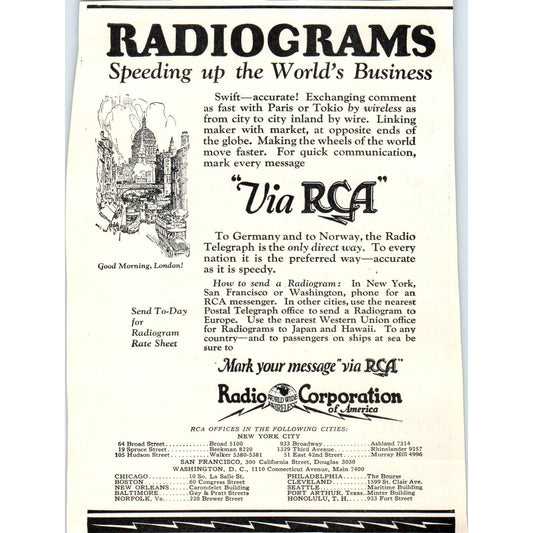 RADIOGRAMS
Speeding up the World's Business
Swift—accurate! Exchanging comment
as fast with Paris or Tokio by wireless as
from city to city inland by wire. Linking
maker with market, at opposite ends of
the globe. Making the wheels of the world
move faster. For quick communication,
mark every message
"Via RCA"
Good Morning, London!
To Germany and to Norway, the Radio
Telegraph is the only direct way. To every
nation it is the preferred way—accurate
as it is speedy.
Send To-Day
for
Radiogram
Rate Sheet
How to send a Radiogram: In New York,
San Francisco or Washington, phone for an
RCA messenger. In other cities, use the nearest
Postal Telegraph office to send a Radiogram to
Europe. Use the nearest Western Union office
for Radiograms to Japan and Hawaii. To any
country—and to passengers on ships at sea be
sure to
Mark your message "via RCA"
Radio WORLD WIDE WIRELESS Corporation
of America
RCA OFFICES IN THE FOLLOWING CITIES:
NEW YORK CITY
64 Broad Street Broad 5100 933 Broadway Ashland 7314
19 Spruce Street Beekman 8220 1329 Third Avenue Rhinelander 9257
105 Hudson Street Walker 5380-5381 51 East 42nd Street Murray Hill 4996
SAN FRANCISCO, 300 California Street, Douglas 3030
WASHINGTON, D. C., 1110 Connecticut Avenue, Main 7400
CHICAGO 10 So. La Salle St. PHILADELPHIA The Bourse
BOSTON 60 Congress Street CLEVELAND 1599 St. Clair Ave.
NEW ORLEANS Carondelet Building SEATTLE Maritime Building
BALTIMORE Gay & Pratt Streets PORT ARTHUR, Texas Minter Building
NORFOLK, Va. 220 Brewer Street HONOLULU, T. H. 923 Fort Street